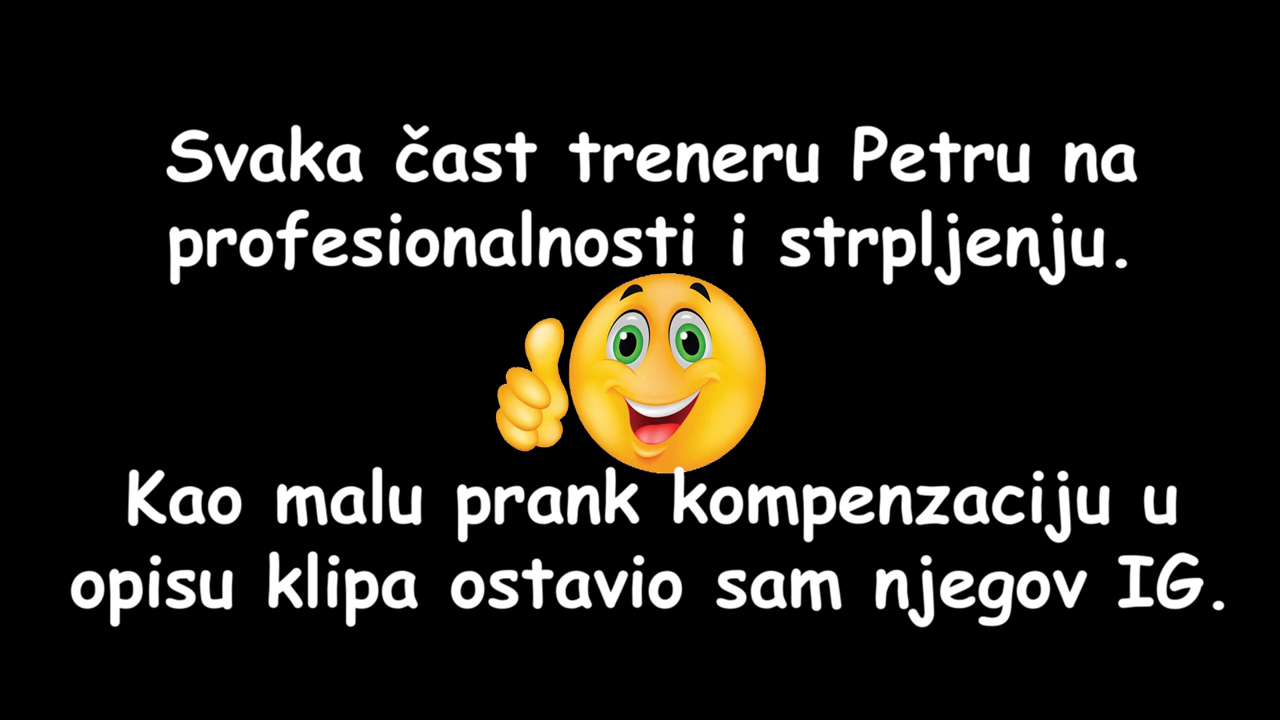 Svaka čast treneru Petru na
profesionalnosti i strpljenju.
Kao malu prank kompenzaciju u
opisu klipa ostavio sam njegov IG.